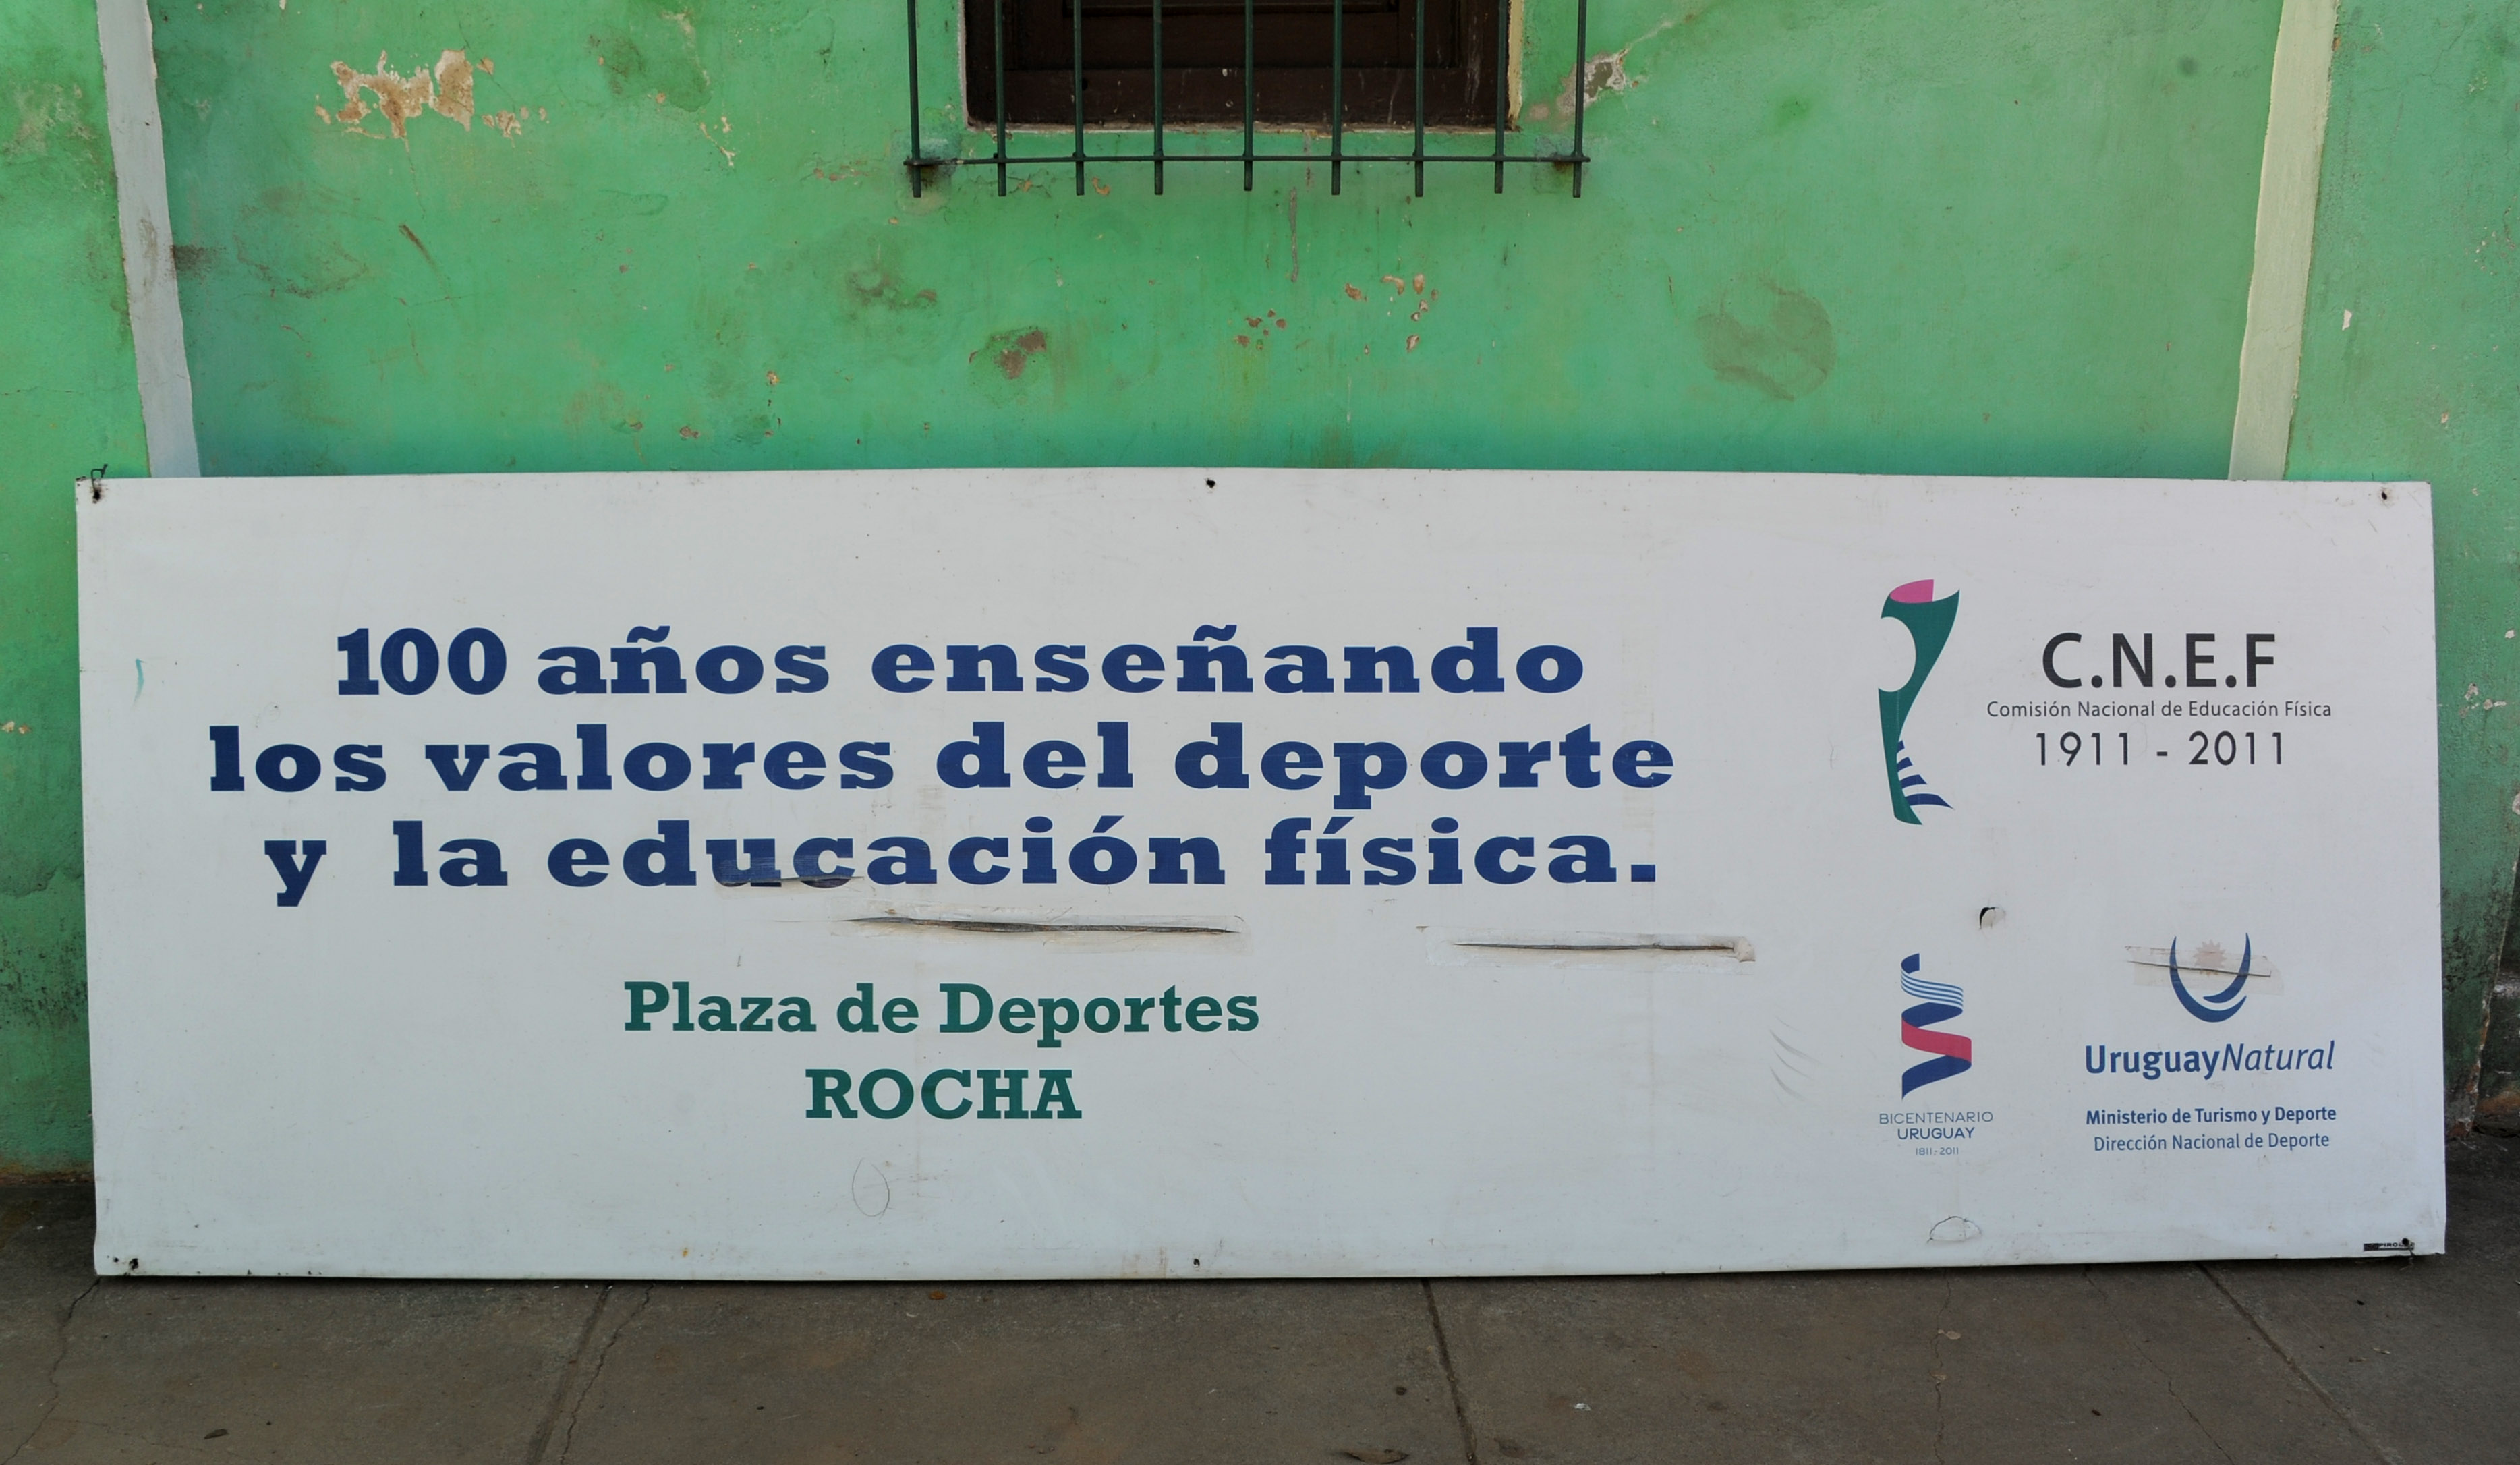 100 años enseñando
los valores del deporte
y la educación física.
Plaza de Deportes
ROCHA
C.N.E.F
Comisión Nacional de Educación Física
1911 - 2011
BICENTENARIO
URUGUAY
1811-2011
UruguayNatural
Ministerio de Turismo y Deporte
Dirección Nacional de Deporte